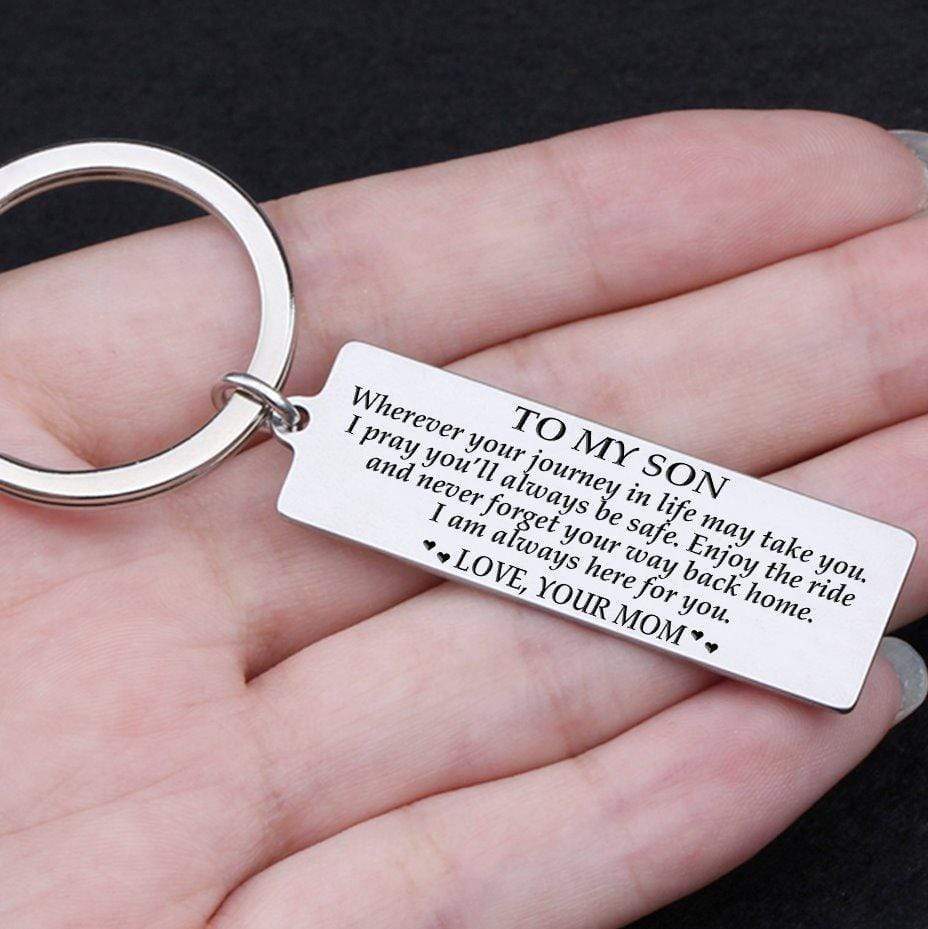 TO MY SON
Wherever your journey in life may take you.
I pray you'll always be safe. Enjoy the ride
and never forget your way back home.
I am always here for you.
LOVE, YOUR MOM